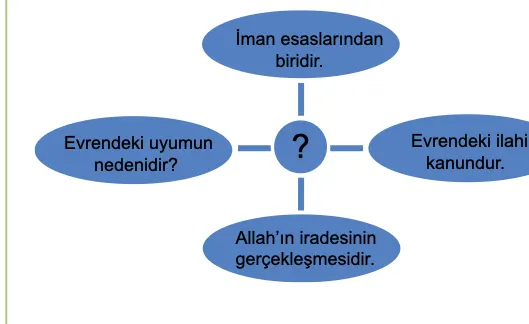 İman esaslarından
biridir.
Evrendeki uyumun
nedenidir?
?
Evrendeki ilahi
kanundur.
Allah’ın iradesinin
gerçekleşmesidir.